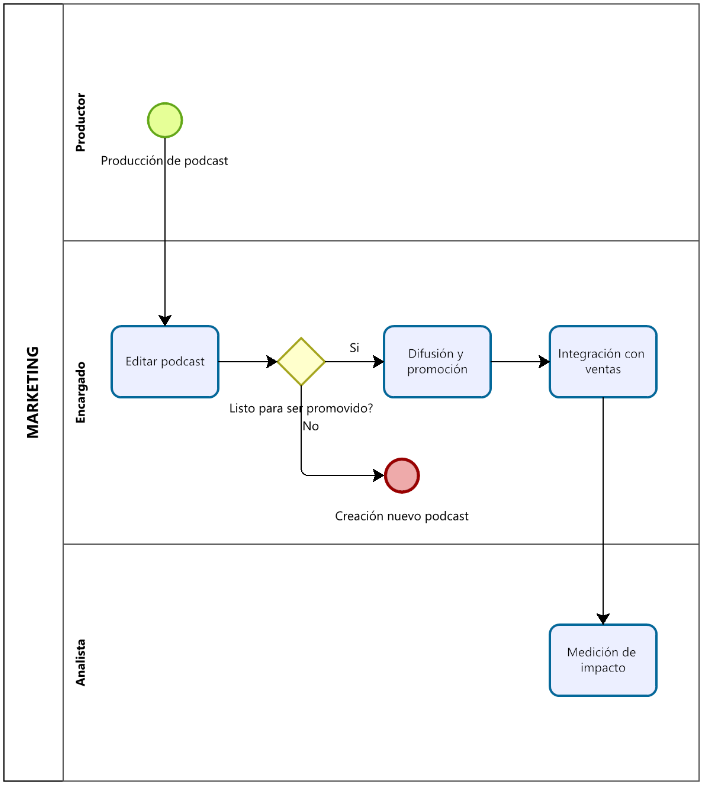 MARKETING
Productor
Producción de podcast
Encargado
Editar podcast
Listo para ser promovido?
Si
No
Difusión y
promoción
Integración con
ventas
Creación nuevo podcast
Analista
Medición de
impacto